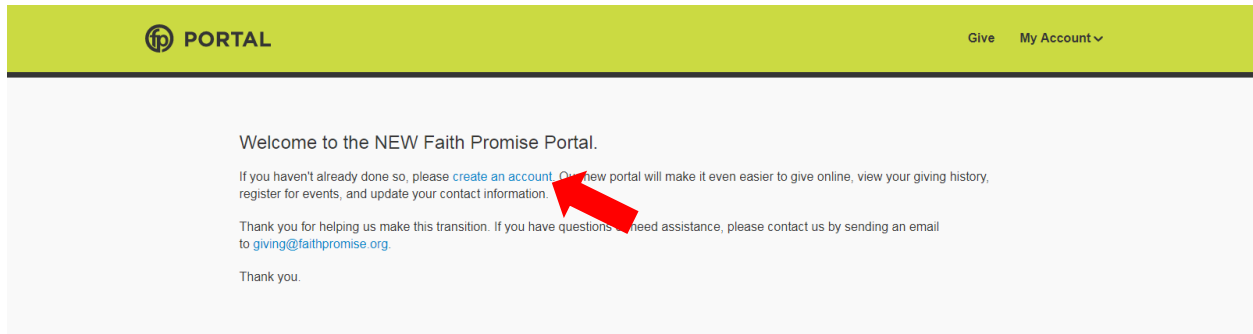 fp PORTAL
Give My Account
Welcome to the NEW Faith Promise Portal.
If you haven't already done so, please create an account. new portal will make it even easier to give online, view your giving history,
register for events, and update your contact information.
Thank you for helping us make this transition. If you have questions need assistance, please contact us by sending an email
to giving@faithpromise.org.
Thank you.